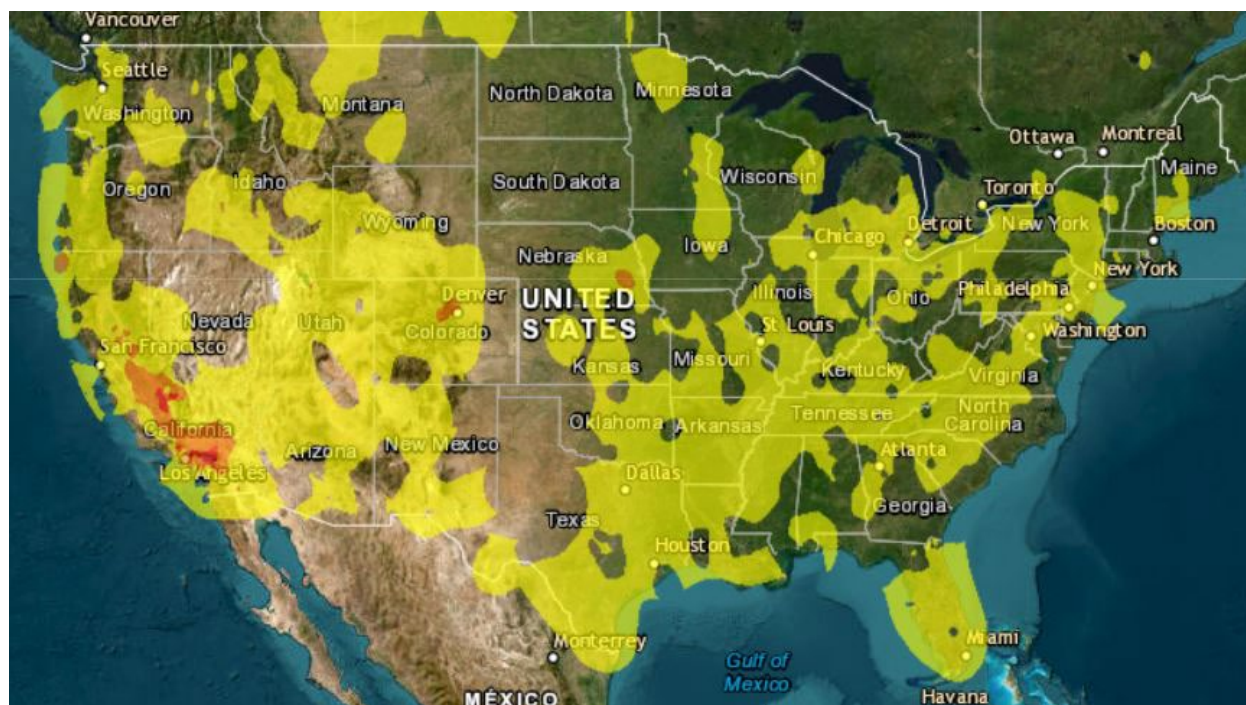 Vancouver
Seattle
Washington
Montana
North Dakota
Minnesota
Ottawa
Montreal
Maine
Oregon
Idaho
South Dakota
Wisconsin
Toronto
Wyoming
Detroit
New York
Boston
Chicago
Iowa
Nebraska
New York
Denver
UNITED
STATES
Illinois
Ohio
Philadelphia
Nevada
Utah
Colorado
St Louis
Washington
San Francisco
Kansas
Missouri
Kentucky
Virginia
California
Arizona
New Mexico
Oklahoma
Arkansas
Tennessee
North
Carolina
Los Angeles
Dallas
Atlanta
Texas
Georgia
Houston
Monterrey
Miami
Gulf of
Mexico
MÉXICO
Havana